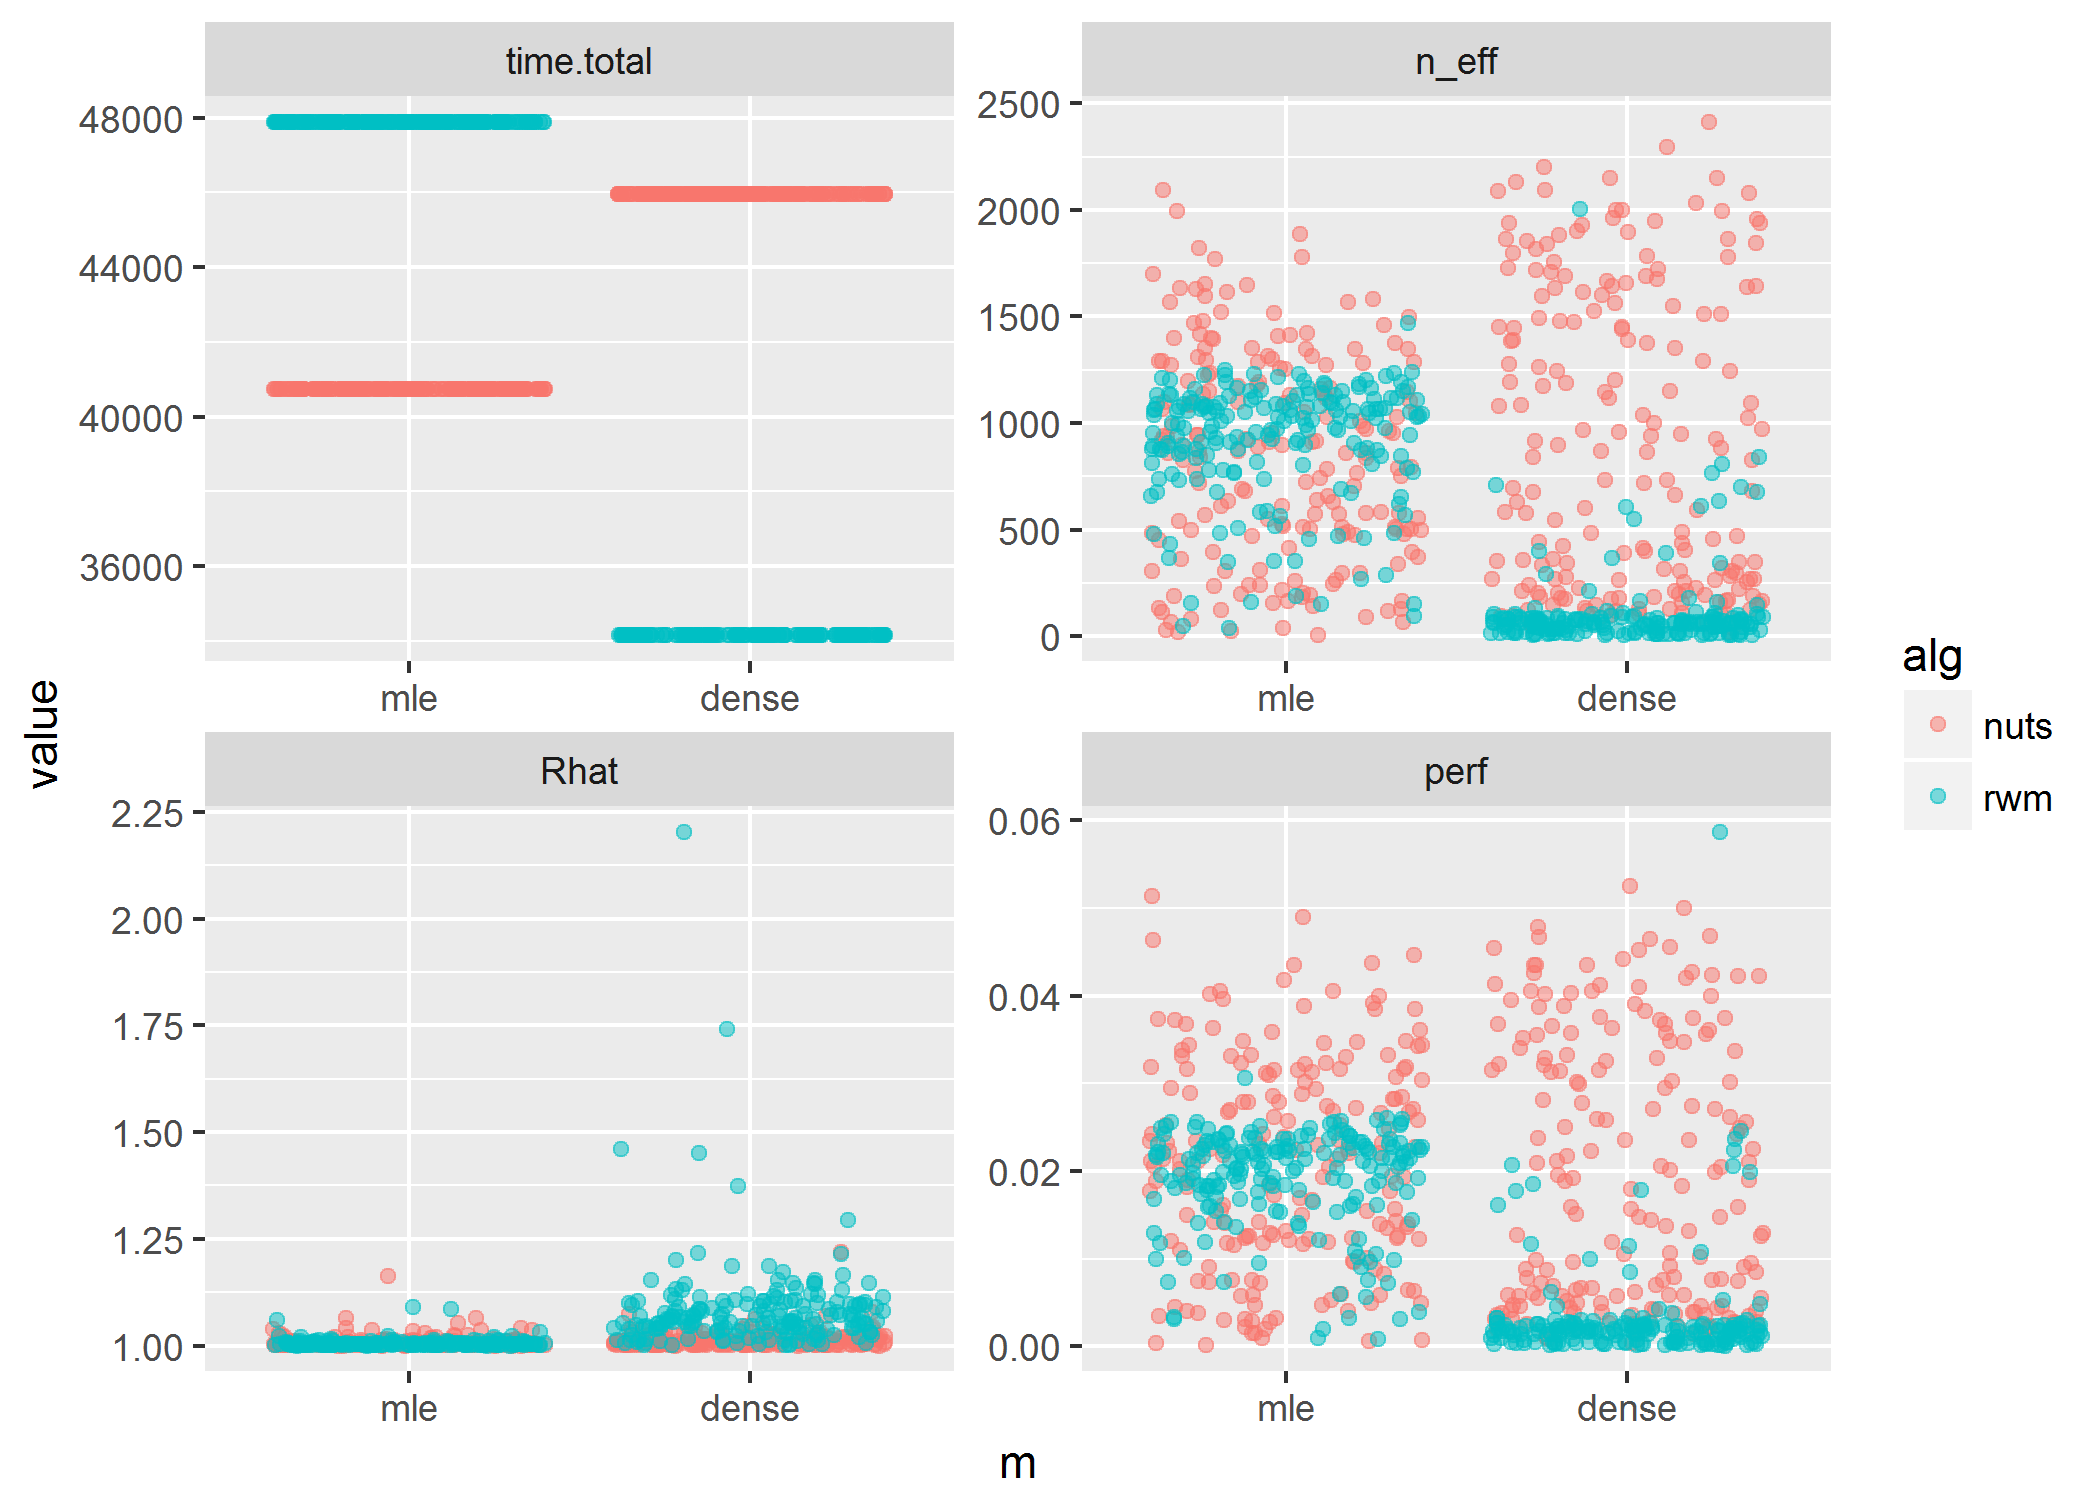 time.total
48000
44000
40000
36000
mle
dense
n_eff
2500
2000
1500
1000
500
0
mle
dense
value
Rhat
2.25
2.00
1.75
1.50
1.25
1.00
mle
dense
perf
0.06
0.04
0.02
0.00
mle
dense
m
alg
nuts
rwm